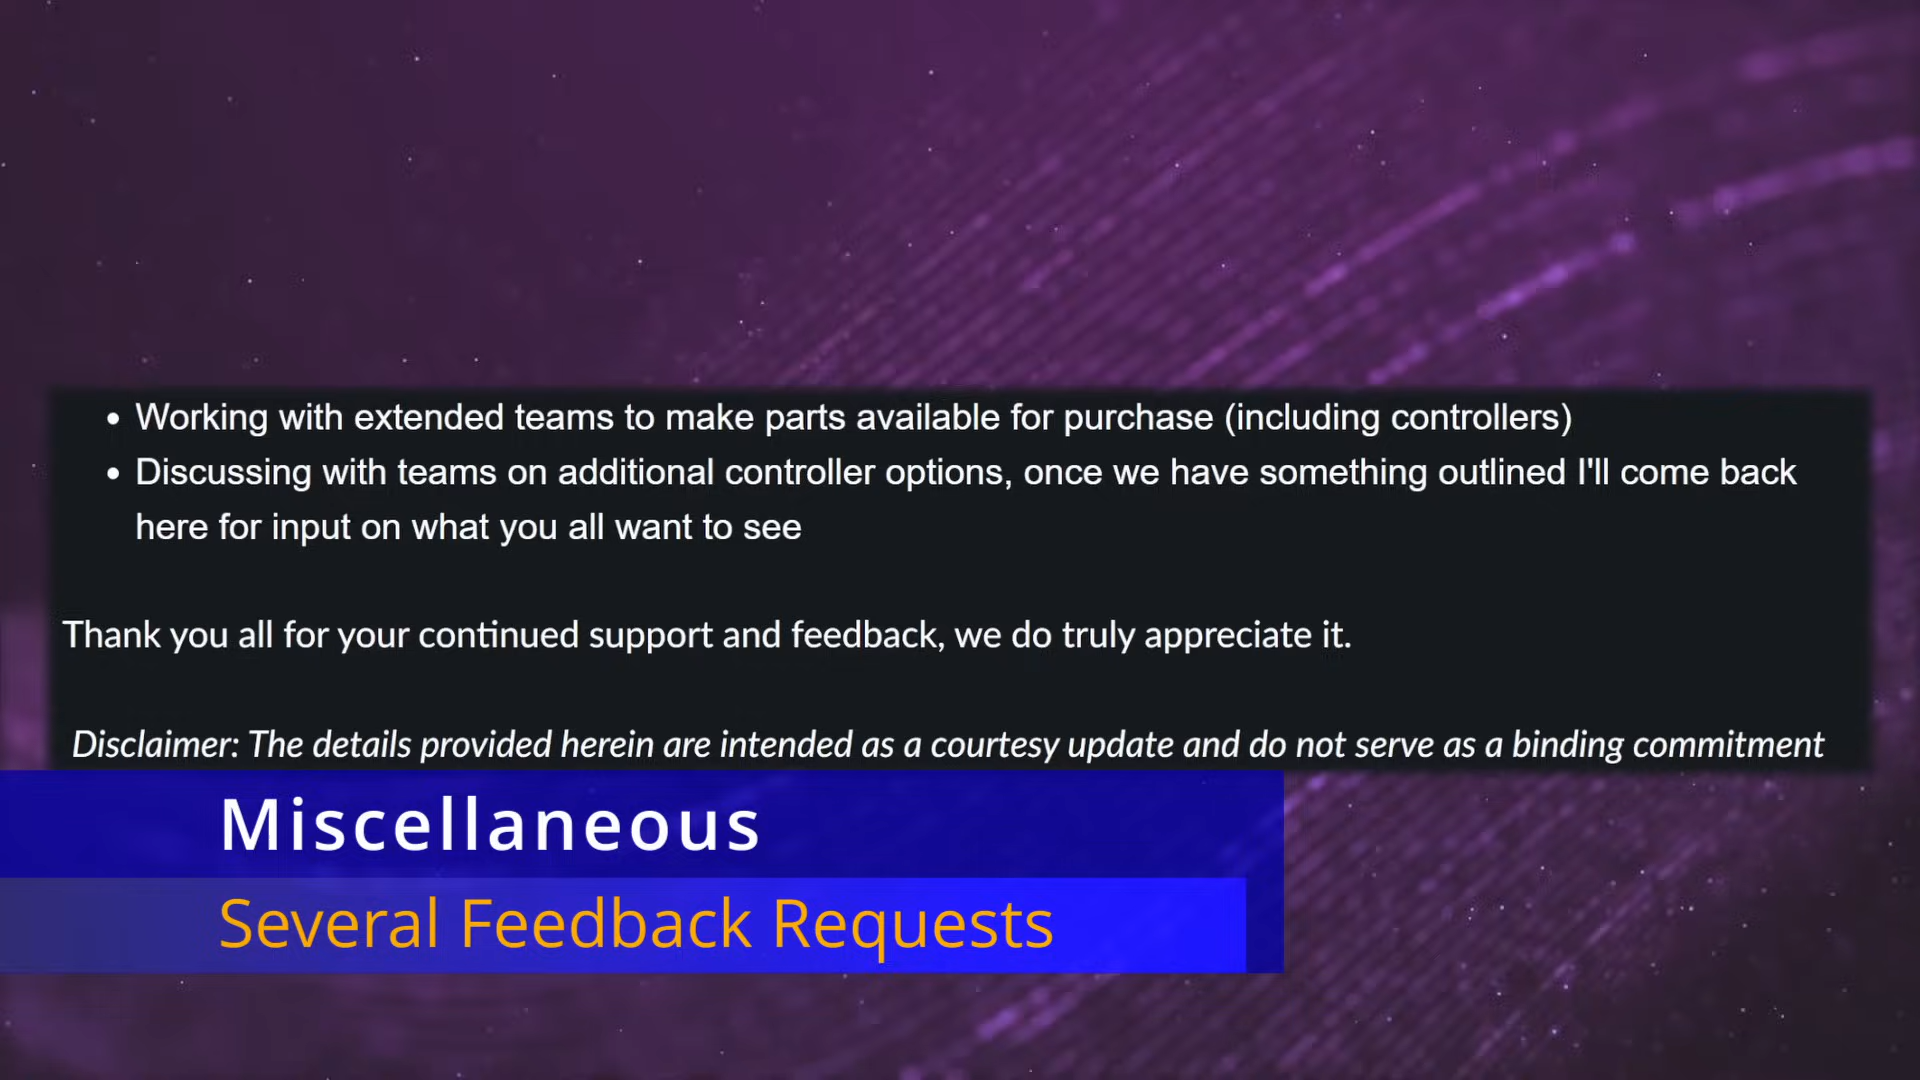 • Working with extended teams to make parts available for purchase (including controllers)
• Discussing with teams on additional controller options, once we have something outlined I'll come back
here for input on what you all want to see
Thank you all for your continued support and feedback, we do truly appreciate it.
Disclaimer: The details provided herein are intended as a courtesy update and do not serve as a binding commitment
Miscellaneous
Several Feedback Requests